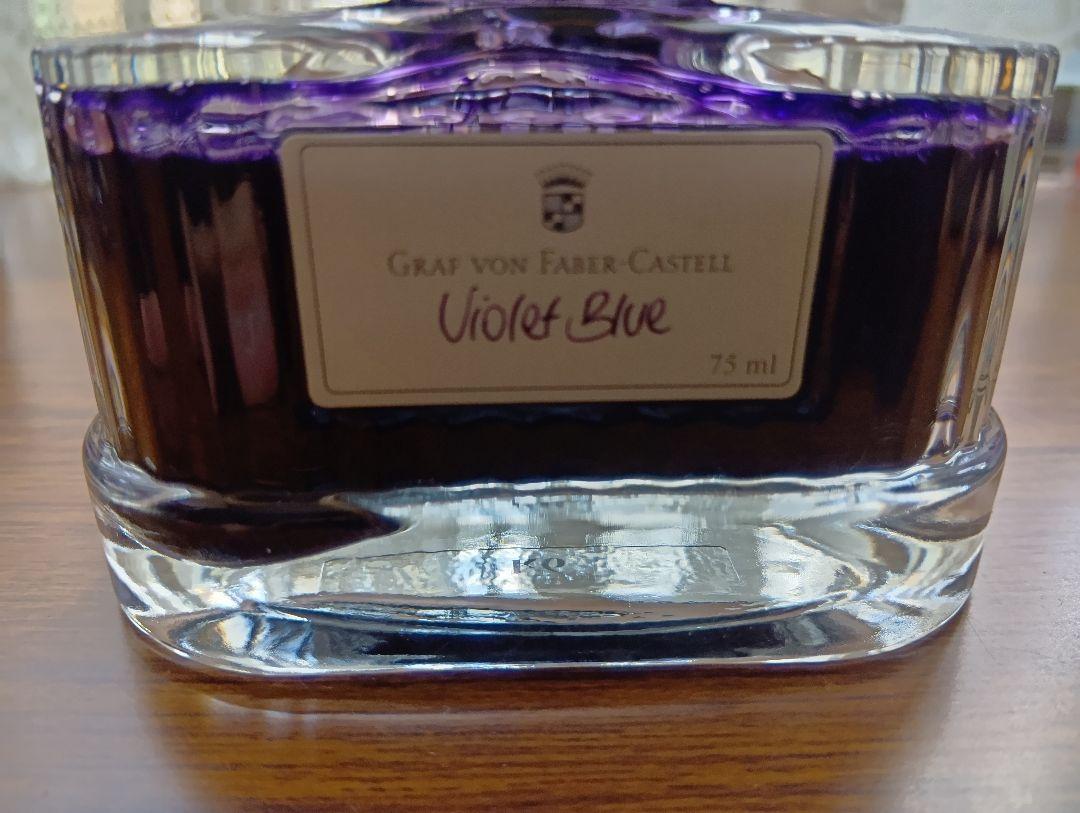 GRAF VON FABER-CASTELL
Violet Blue
75 ml